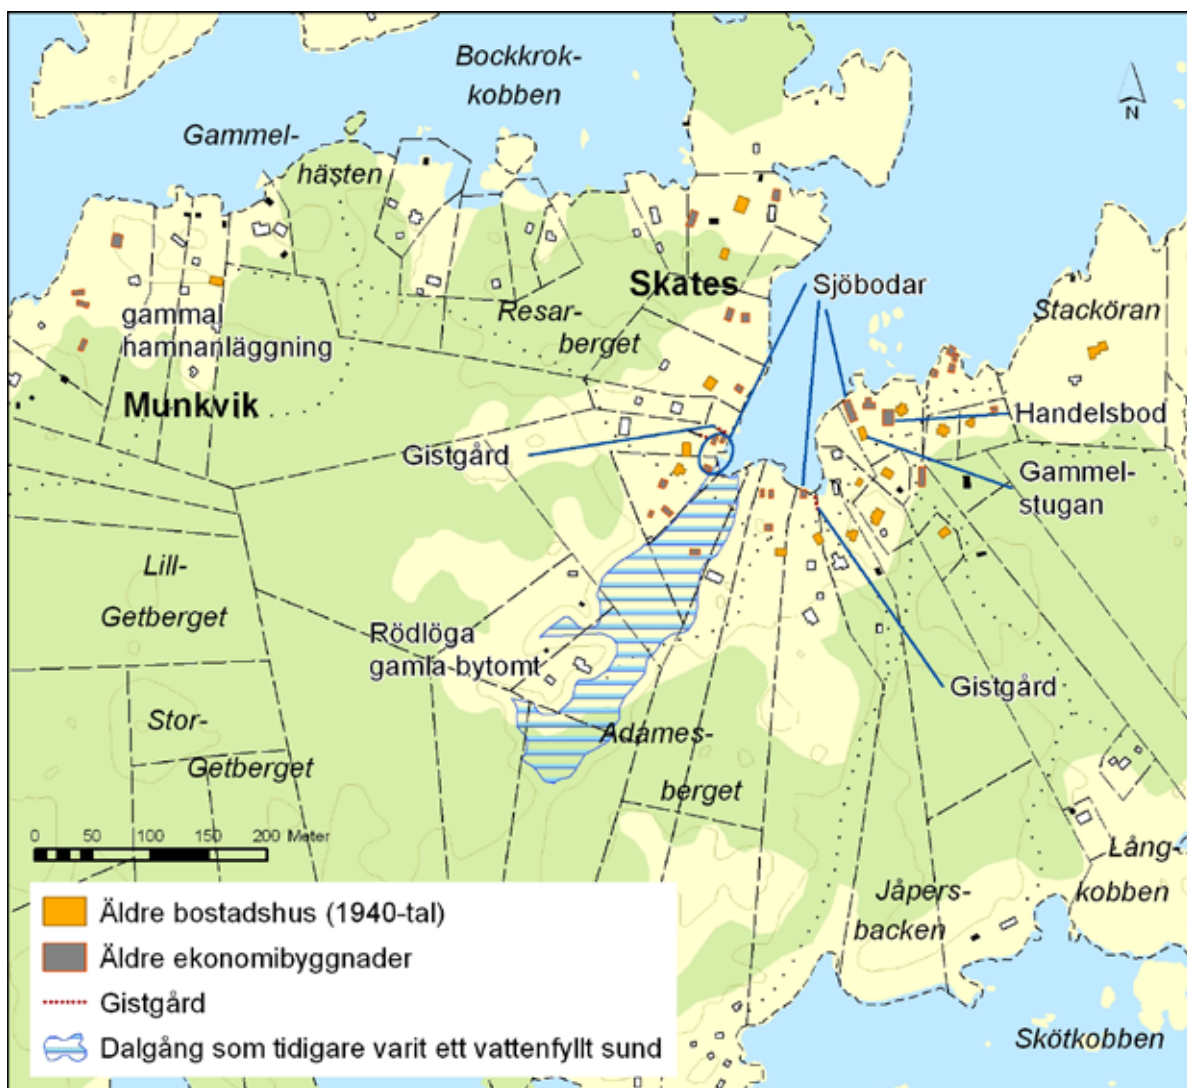 Bockkrok-
kobben
N
Gammel-
hästen
Skates
Sjöbodar
Resar-
berget
Stacköran
gammal
hamnanläggning
Munkvik
Handelsbod
Gistgård
Gammel-
stugan
Lill-
Getberget
Rödlöga
gamla bytomt
Gistgård
Stor-
Getberget
Adames-
berget
0 50 100 150 200 Meter
Lång-
kobben
Jåpers-
backen
Skötkobben
Äldre bostadshus (1940-tal)
Äldre ekonomibyggnader
Gistgård
Dalgång som tidigare varit ett vattenfyllt sund